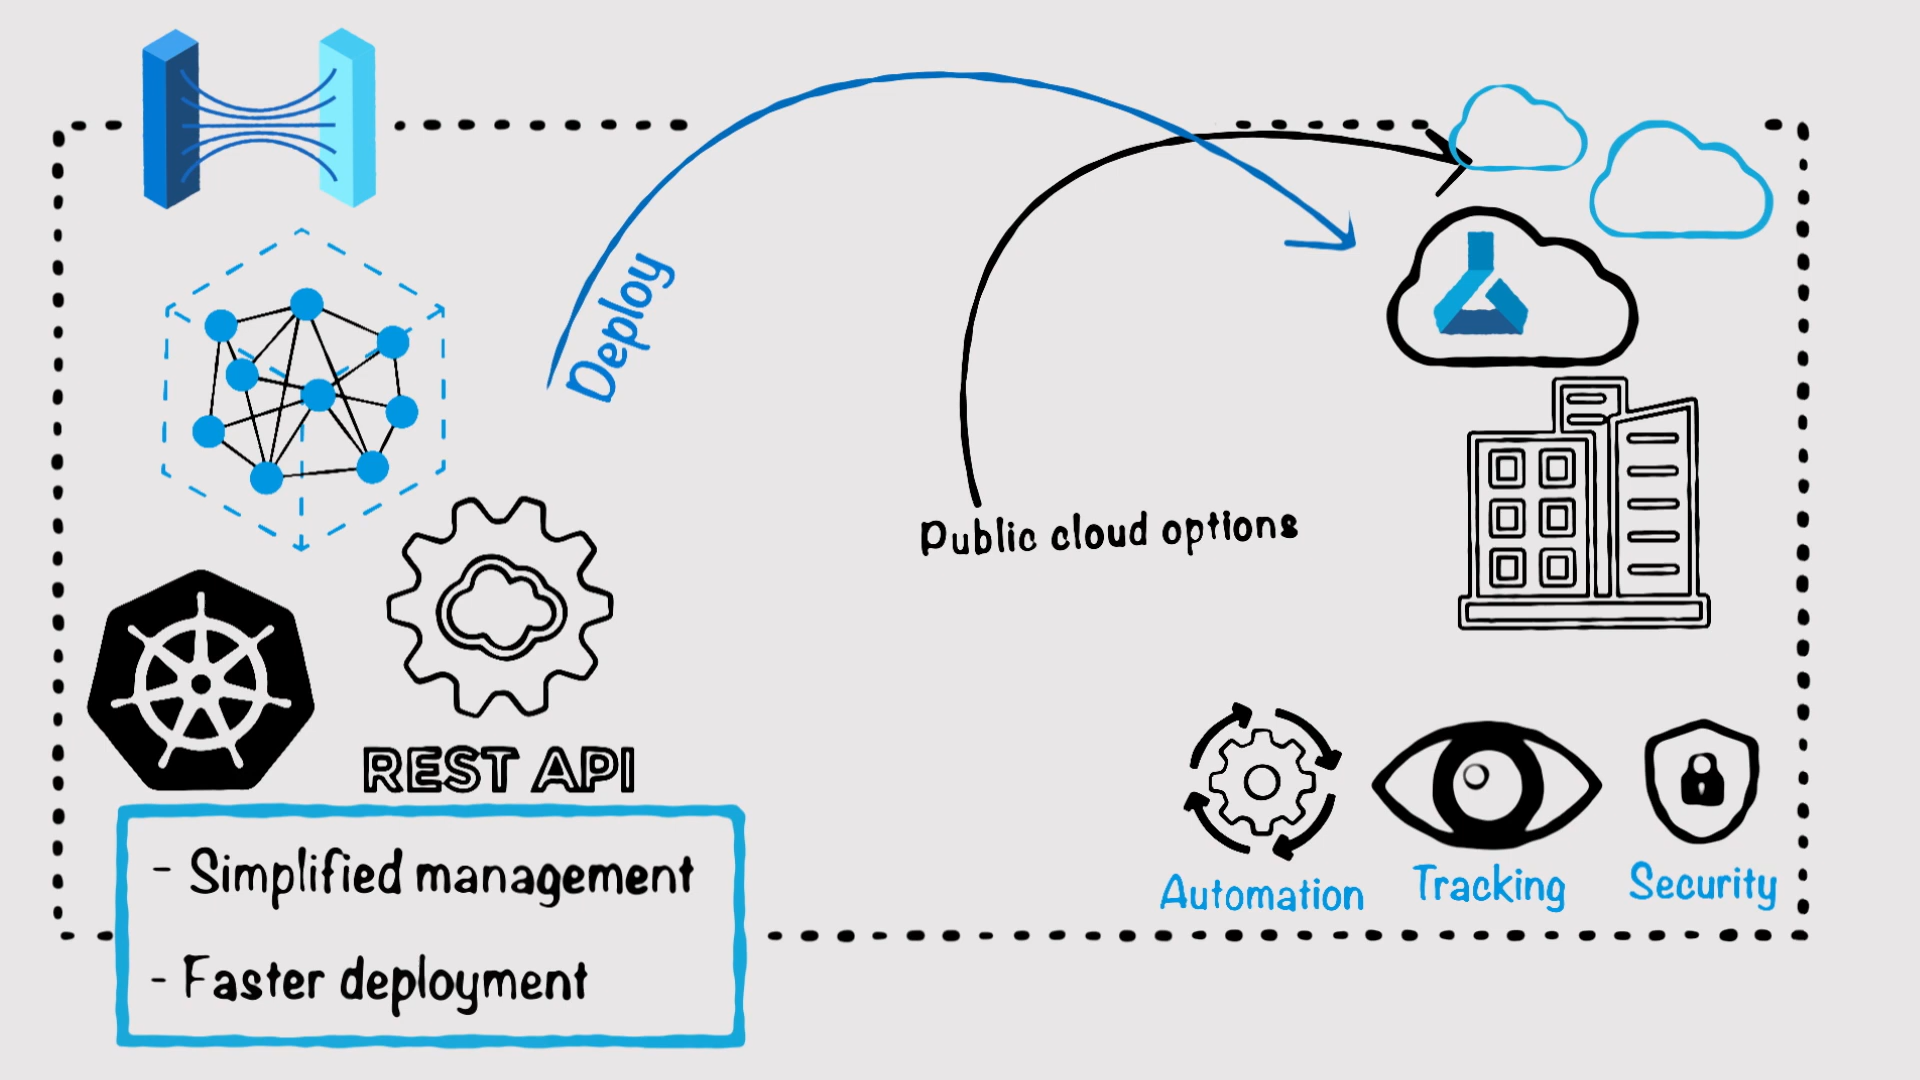 Deploy
Public cloud options
REST API
- Simplified management
- Faster deployment
Automation
Tracking
Security